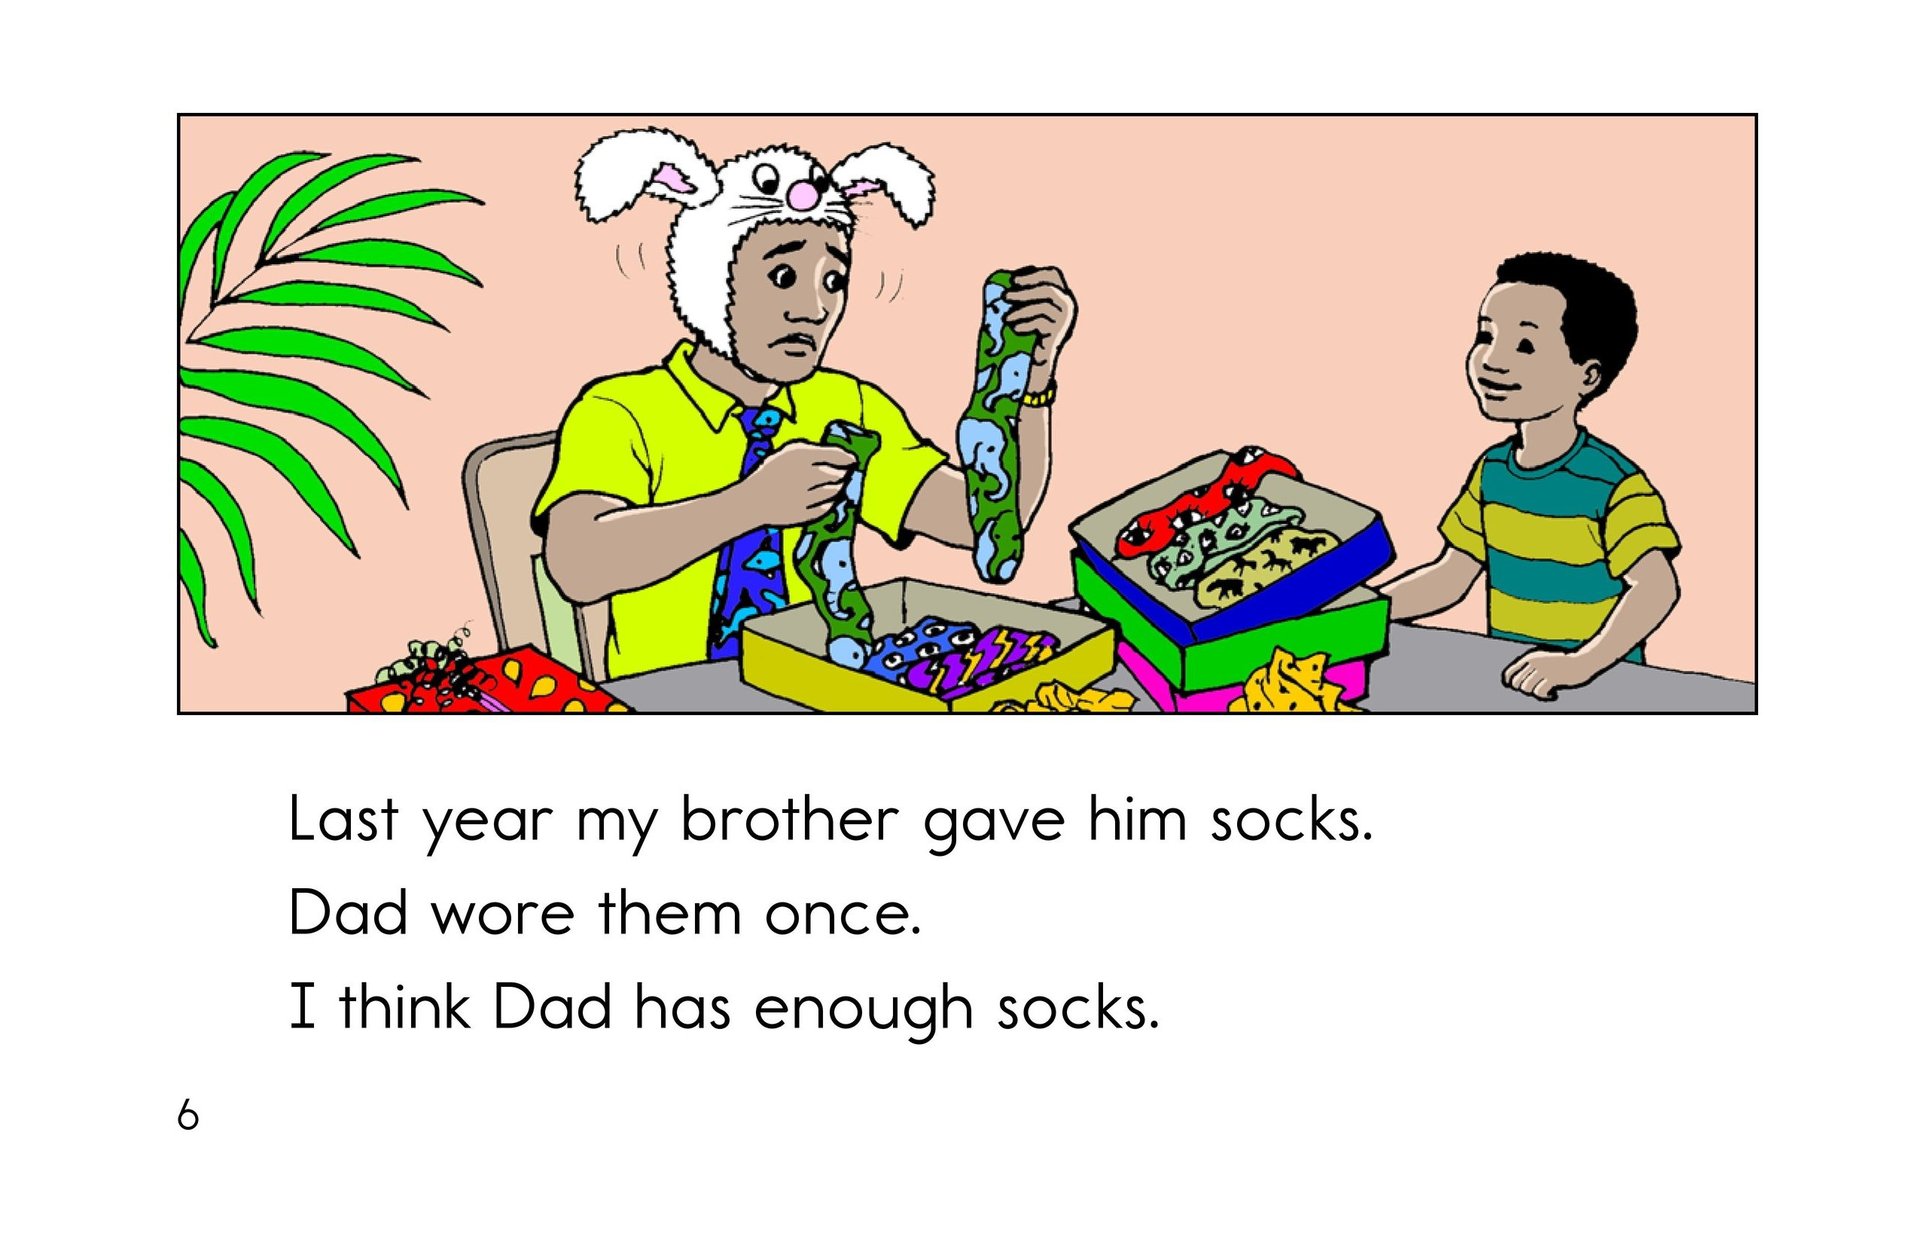 Last year my brother gave him socks.
Dad wore them once.
I think Dad has enough socks.
6